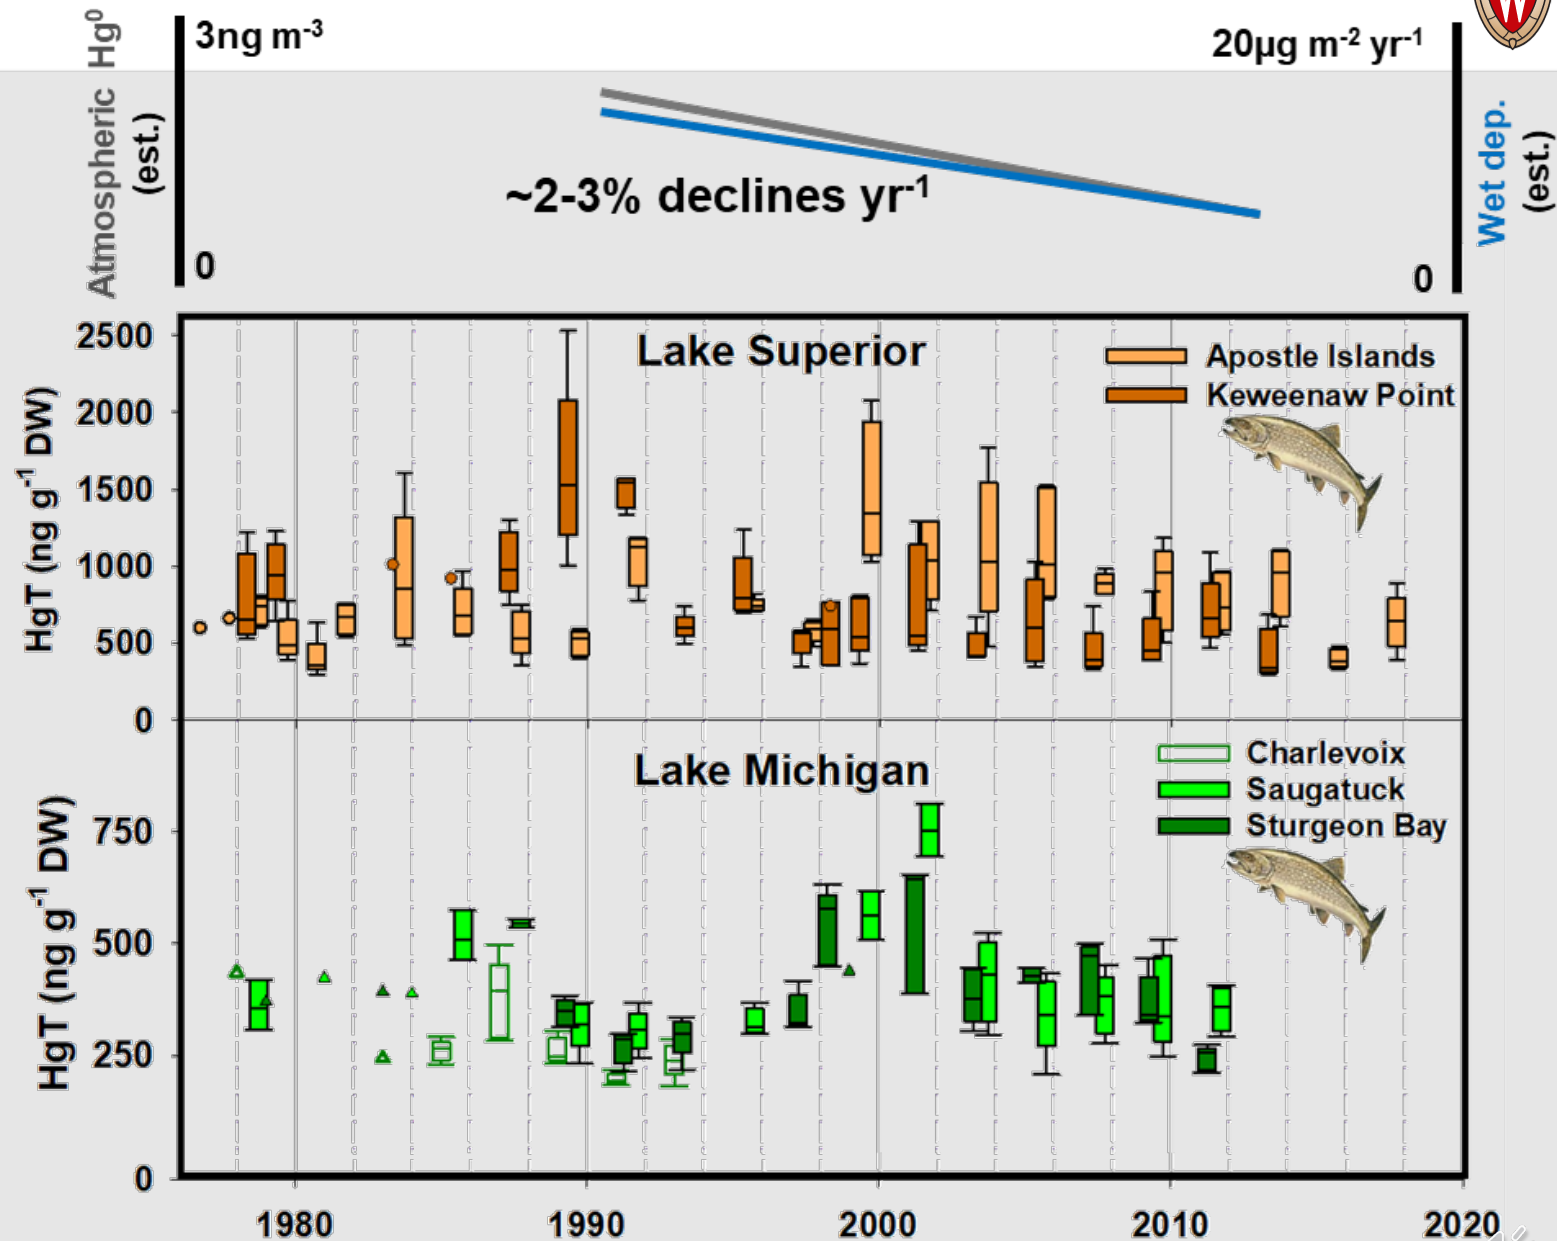 3ng m-3
20µg m-2 yr-1
Atmospheric Hg0
(est.)
Wet dep.
(est.)
~2-3% declines yr-1
0
0
Lake Superior
Apostle Islands
Keweenaw Point
HgT (ng g-1 DW)
2500
2000
1500
1000
500
0
Lake Michigan
Charlevoix
Saugatuck
Sturgeon Bay
HgT (ng g-1 DW)
750
500
250
0
1980 1990 2000 2010 2020
W